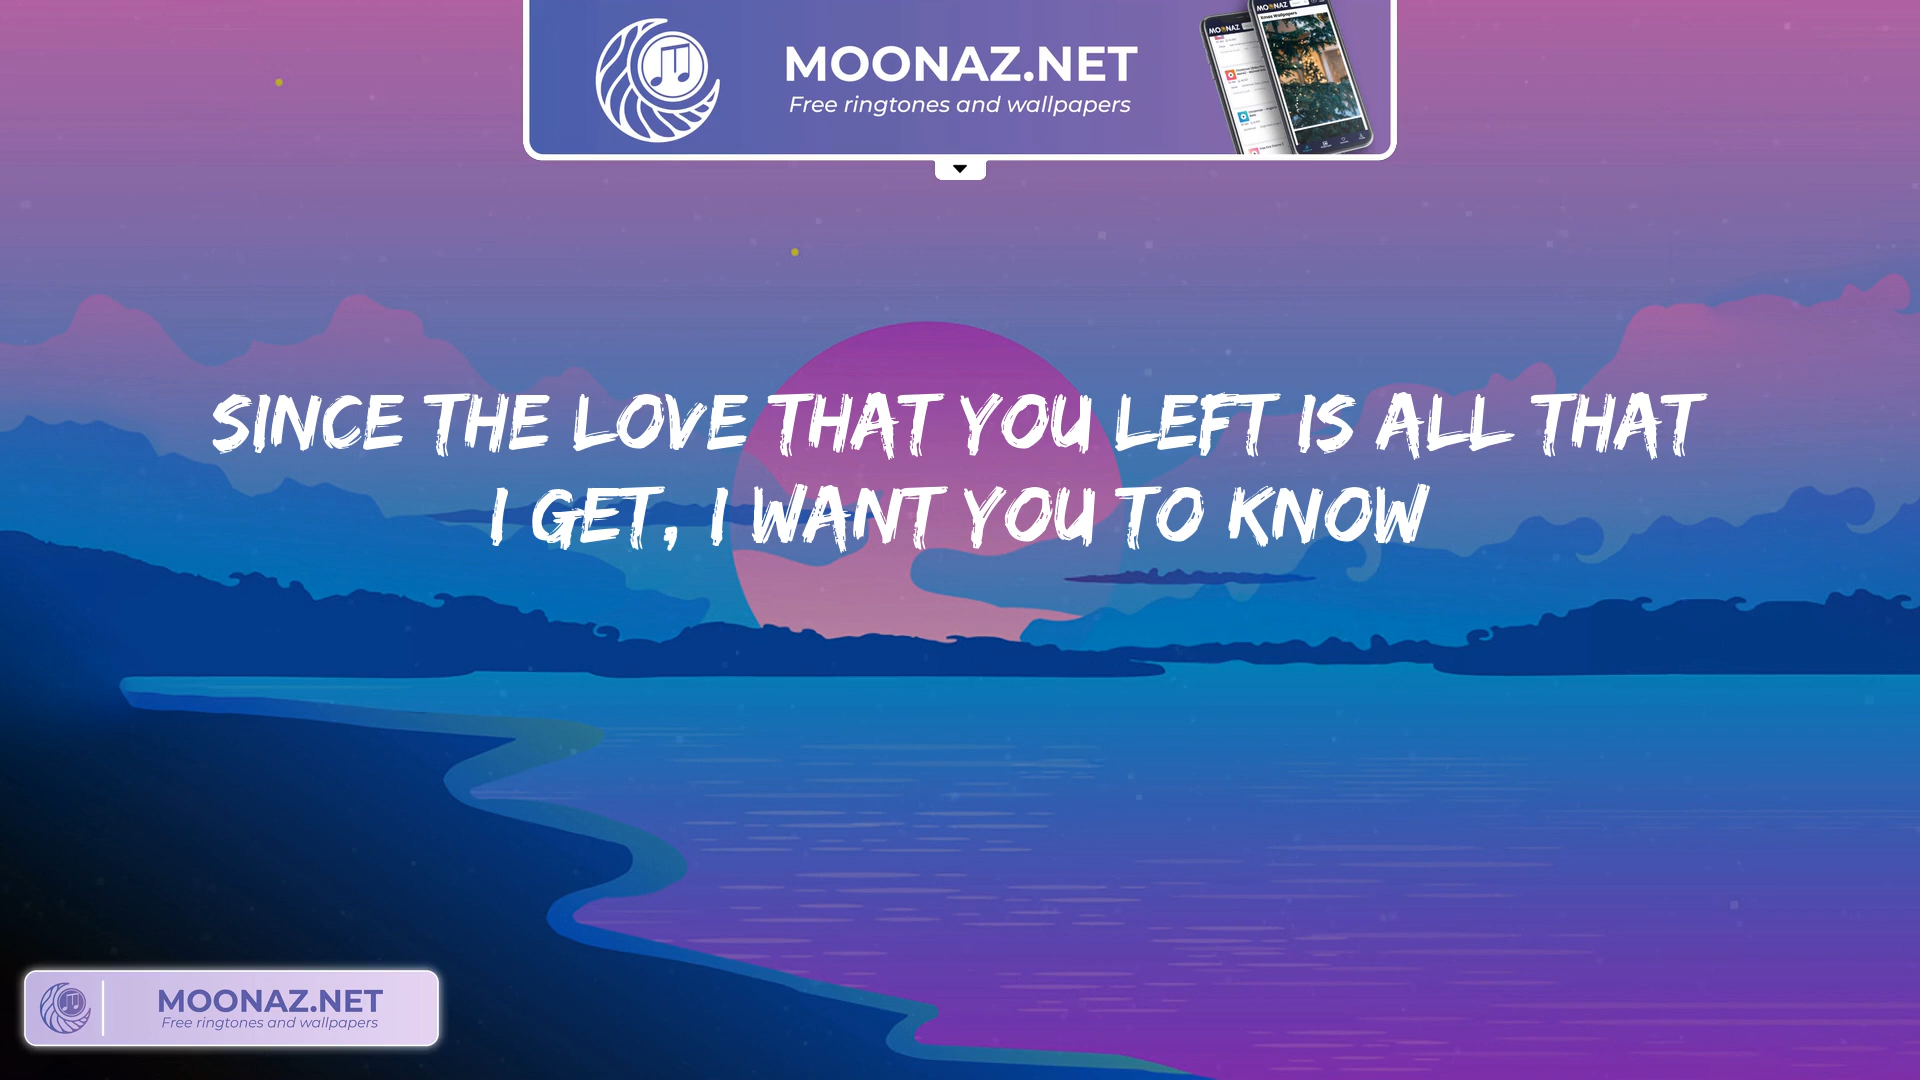 MOONAZ.NET
Free ringtones and wallpapers
SINCE THE LOVE THAT YOU LEFT IS ALL THAT
I GET, I WANT YOU TO KNOW
MOONAZ.NET
Free ringtones and wallpapers